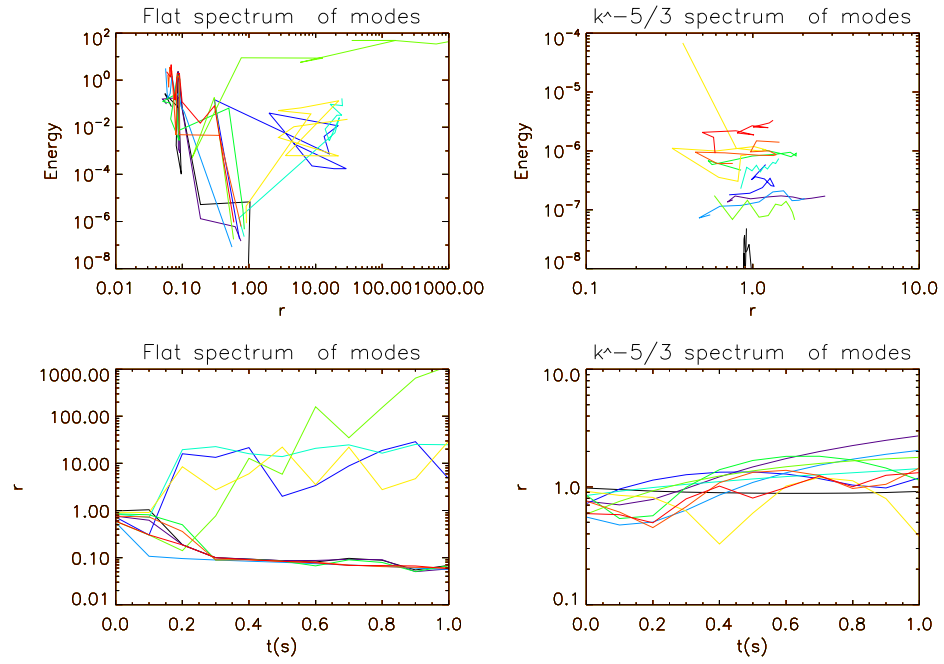 Flat spectrum of modes
Energy
10^2
10^0
10^-2
10^-4
10^-6
10^-8
0.01 0.10 1.00 10.00 100.00 1000.00
r
k^-5/3 spectrum of modes
Energy
10^-4
10^-5
10^-6
10^-7
10^-8
0.1 1.0 10.0
r
Flat spectrum of modes
r
1000.00
100.00
10.00
1.00
0.10
0.01
0.0 0.2 0.4 0.6 0.8 1.0
t(s)
k^-5/3 spectrum of modes
r
10.0
1.0
0.1
0.0 0.2 0.4 0.6 0.8 1.0
t(s)